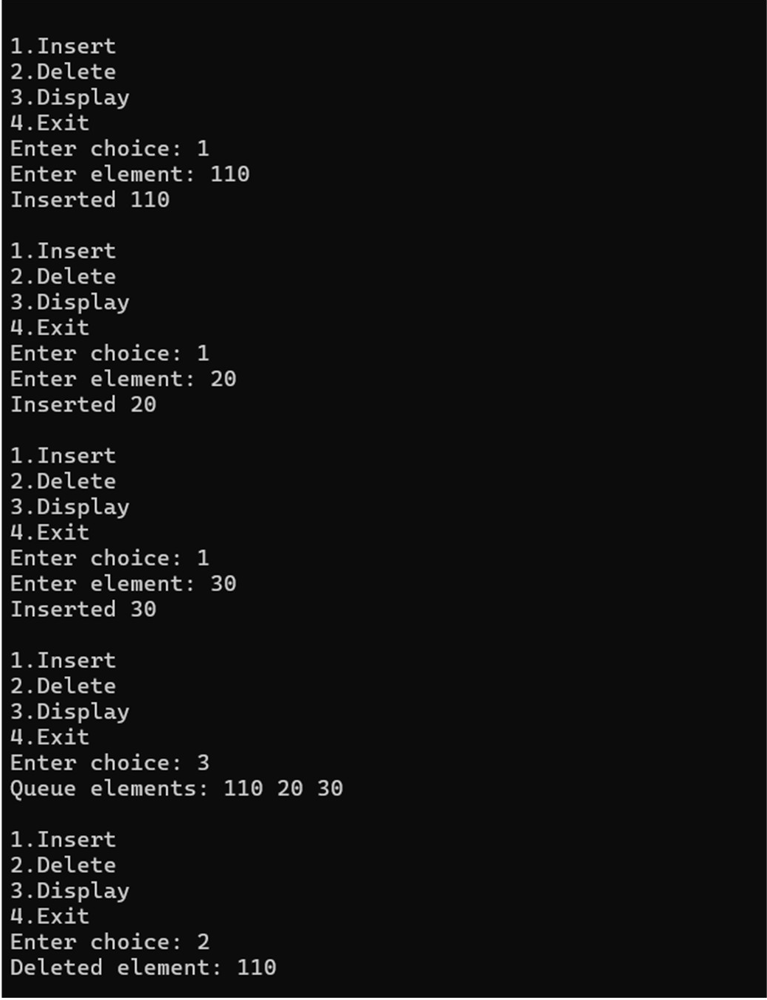 1.Insert
2.Delete
3.Display
4.Exit
Enter choice: 1
Enter element: 110
Inserted 110

1.Insert
2.Delete
3.Display
4.Exit
Enter choice: 1
Enter element: 20
Inserted 20

1.Insert
2.Delete
3.Display
4.Exit
Enter choice: 1
Enter element: 30
Inserted 30

1.Insert
2.Delete
3.Display
4.Exit
Enter choice: 3
Queue elements: 110 20 30

1.Insert
2.Delete
3.Display
4.Exit
Enter choice: 2
Deleted element: 110